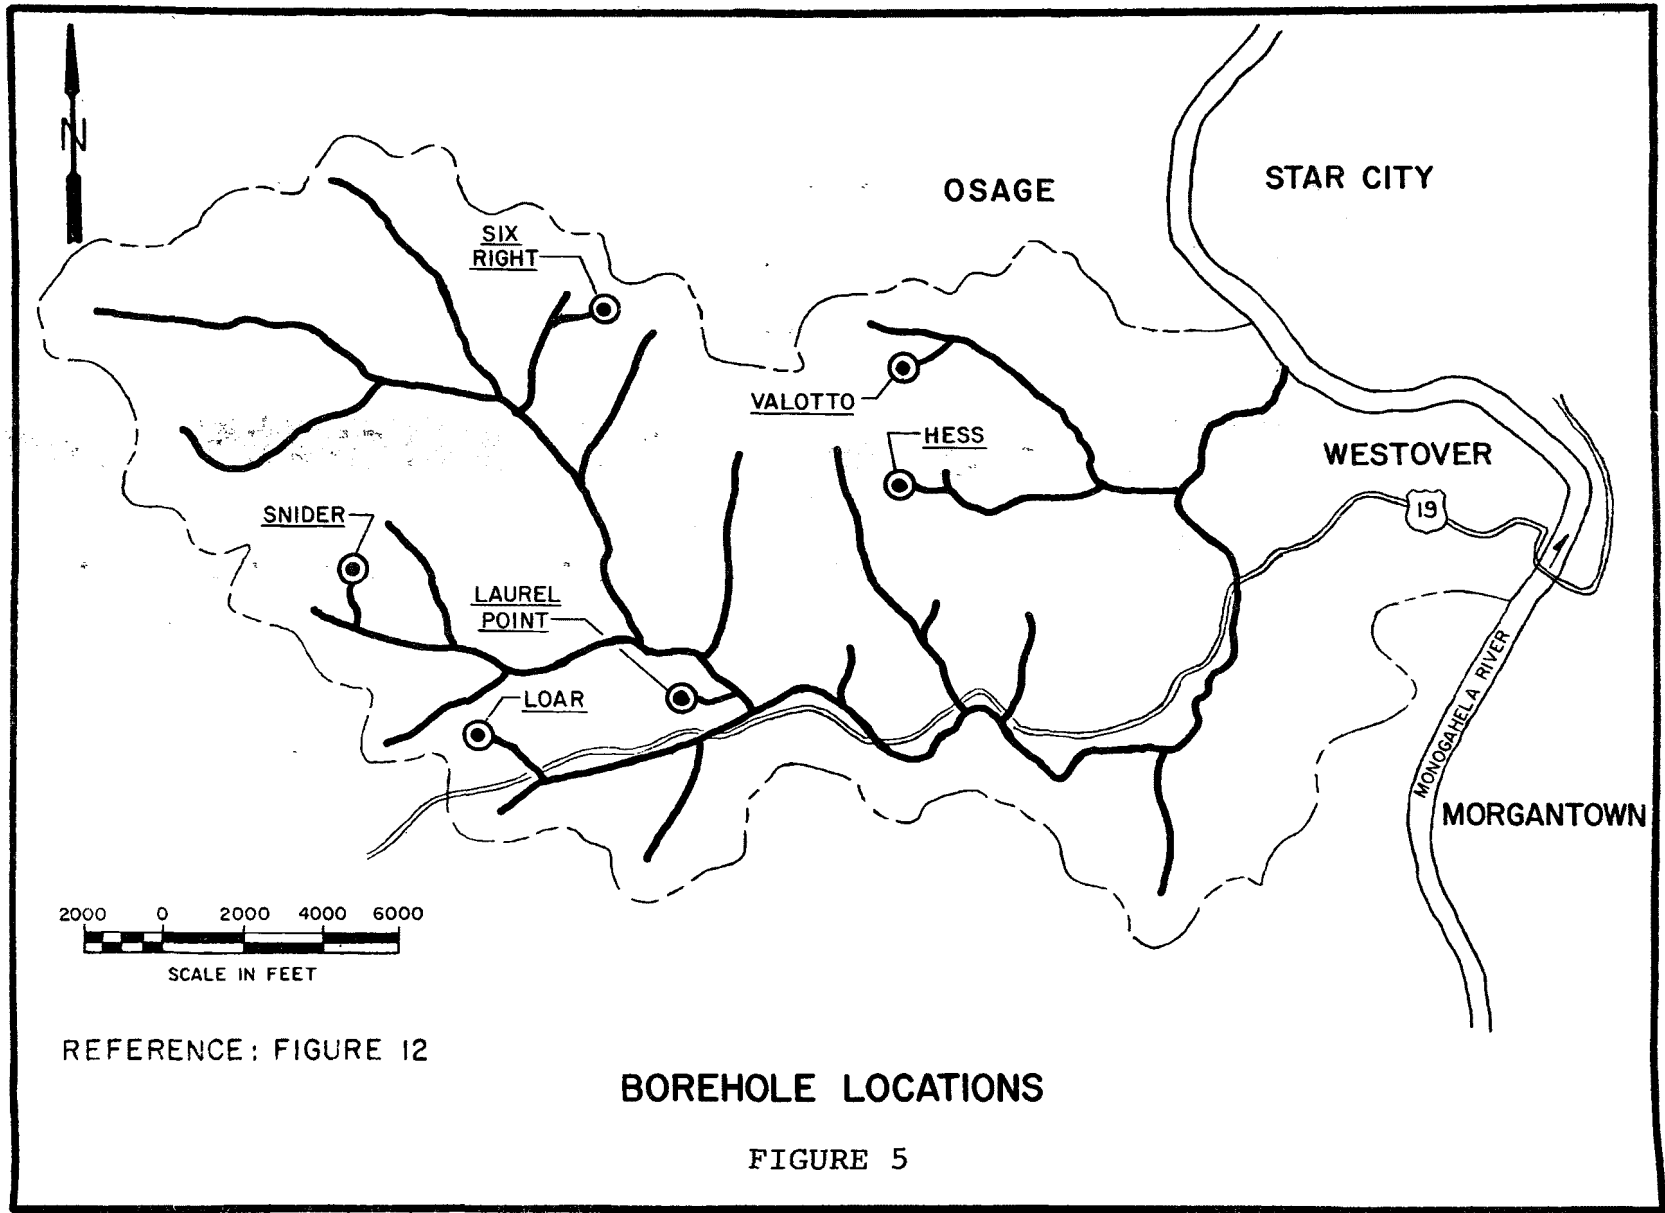 N
OSAGE
STAR CITY
SIX
RIGHT
VALOTTO
HESS
WESTOVER
19
SNIDER
LAUREL
POINT
LOAR
MONOGAHELA RIVER
MORGANTOWN
2000 0 2000 4000 6000
SCALE IN FEET
REFERENCE: FIGURE 12
BOREHOLE LOCATIONS
FIGURE 5